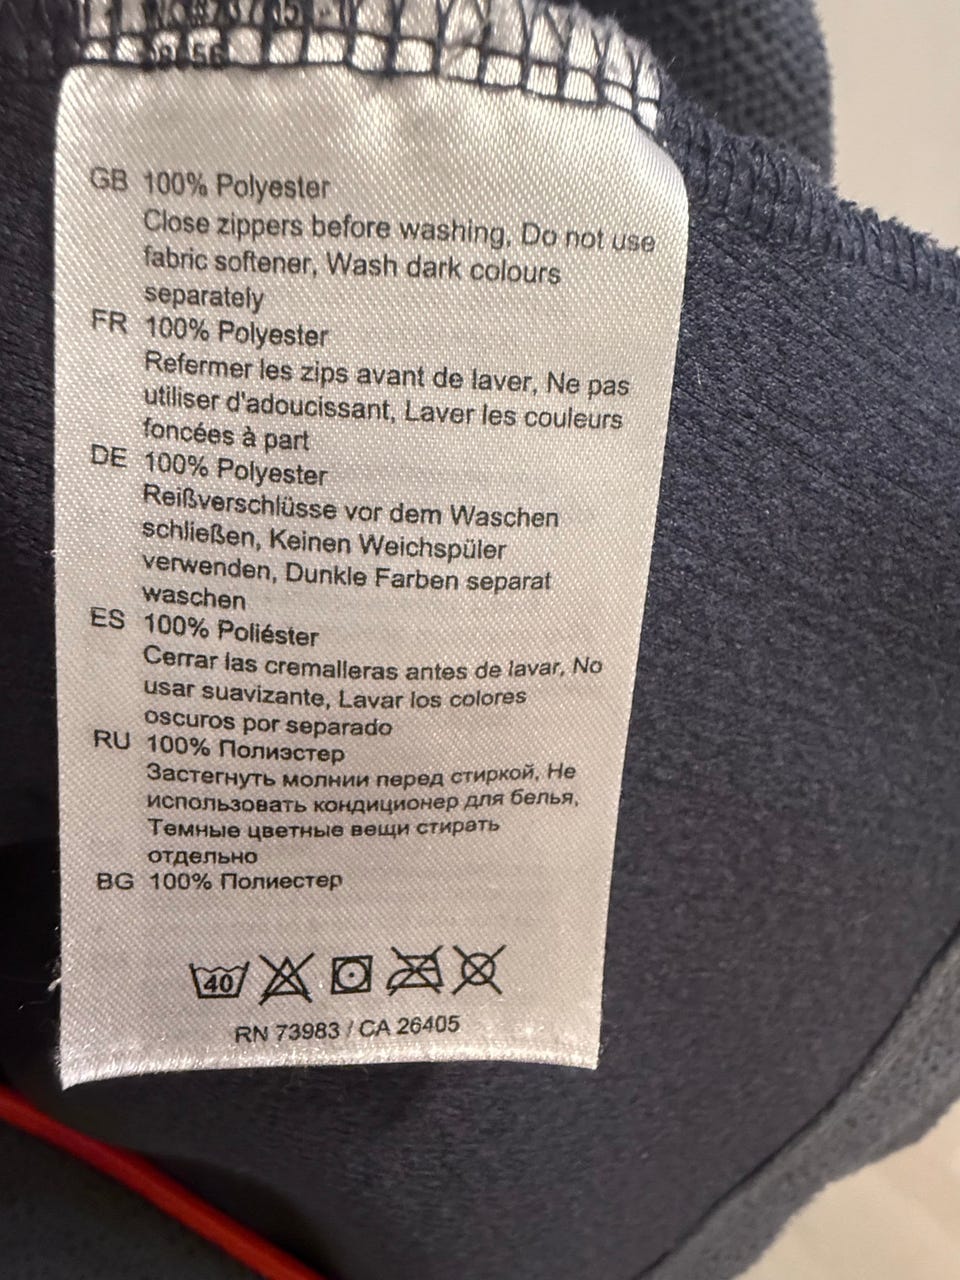 GB 100% Polyester
Close zippers before washing, Do not use
fabric softener, Wash dark colours
separately
FR 100% Polyester
Refermer les zips avant de laver, Ne pas
utiliser d'adoucissant, Laver les couleurs
foncées à part
DE 100% Polyester
Reißverschlüsse vor dem Waschen
schließen, Keinen Weichspüler
verwenden, Dunkle Farben separat
waschen
ES 100% Poliéster
Cerrar las cremalleras antes de lavar, No
usar suavizante, Lavar los colores
oscuros por separado
RU 100% Полиэстер
Застегнуть молнии перед стиркой, Не
использовать кондиционер для белья,
Темные цветные вещи стирать
отдельно
BG 100% Полиестер
40
RN 73983 / CA 26405